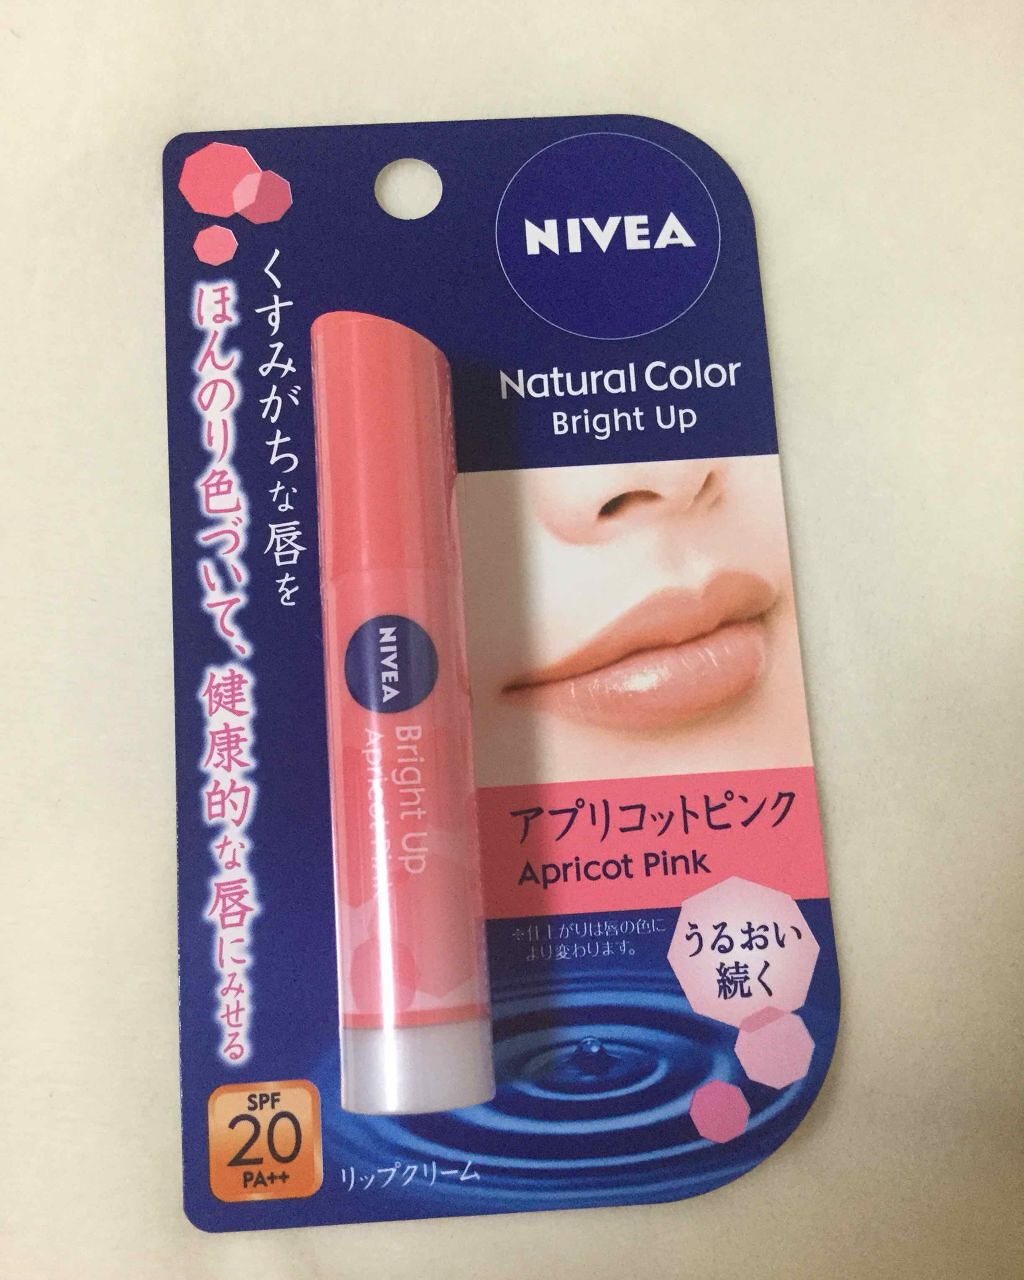 NIVEA
Natural Color
Bright Up
くすみがちな唇を
ほんのり色づいて、健康的な唇にみせる
NIVEA
Bright Up
Apricot Pink
アプリコットピンク
Apricot Pink
※仕上がりは唇の色に
より変わります。
うるおい
続く
SPF
20
PA++
リップクリーム